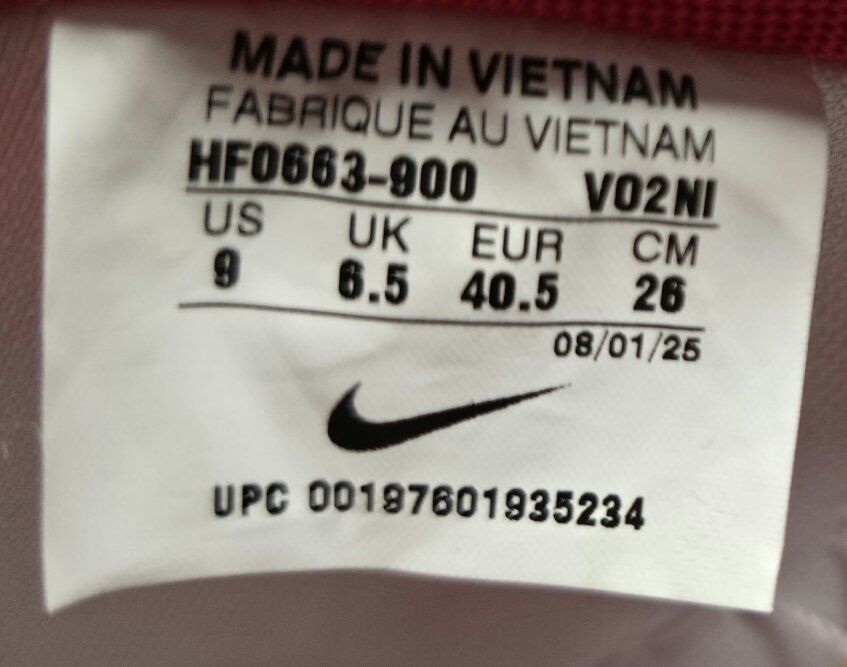 MADE IN VIETNAM
FABRIQUE AU VIETNAM
HF0663-900 V02NI
US UK EUR CM
9 6.5 40.5 26
08/01/25
UPC 00197601935234